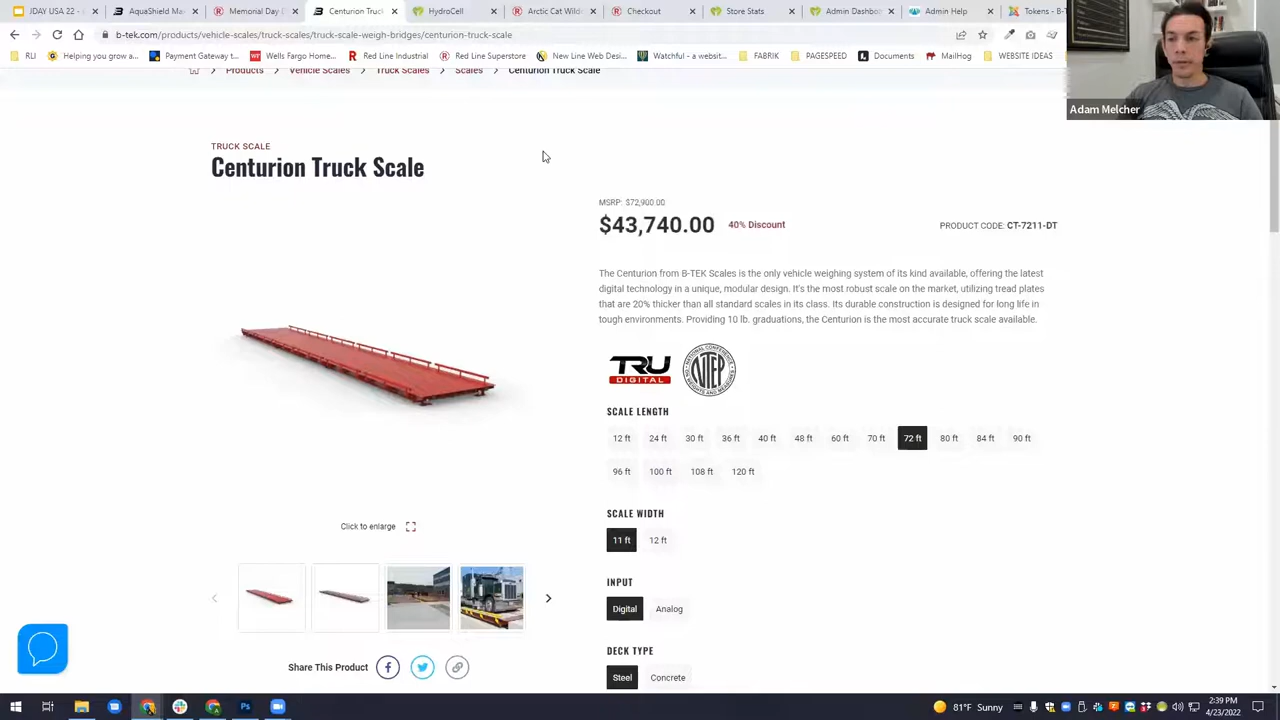 JDAY USA 22 -
AquaShield Mar
Memorial Day R
Centurion Truck Sc
HydroCell
Arctic Cat Wild
Checkout
Store Stats
Admin Dashbo
Admin Help
Tokens - B-T
b-tek.com/products/vehicle-scales/truck-scales/truck-scale-weigh-bridges/centurion-truck-scale
RLI
Helping you grow a...
Payment Gateway t...
Wells Fargo Home...
Red Line Industrial
Red Line Superstore
New Line Web Desi...
Watchful - a websit...
FABRIK
PAGESPEED
Documents
MailHog
WEBSITE IDEAS
Adam Melcher
Products
Vehicle Scales
Truck Scales
Scales
Centurion Truck Scale
TRUCK SCALE
Centurion Truck Scale
MSRP: $72,900.00
$43,740.00 40% Discount
PRODUCT CODE: CT-7211-DT
The Centurion from B-TEK Scales is the only vehicle weighing system of its kind available, offering the latest
digital technology in a unique, modular design. It's the most robust scale on the market, utilizing tread plates
that are 20% thicker than all standard scales in its class. Its durable construction is designed for long life in
tough environments. Providing 10 lb. graduations, the Centurion is the most accurate truck scale available.
TRU
DIGITAL
NATIONAL CONFERENCE
ON WEIGHTS AND MEASURES
NTEP
SCALE LENGTH
12 ft 24 ft 30 ft 36 ft 40 ft 48 ft 60 ft 70 ft 72 ft 80 ft 84 ft 90 ft
96 ft 100 ft 108 ft 120 ft
SCALE WIDTH
11 ft 12 ft
Click to enlarge
INPUT
Digital Analog
DECK TYPE
Steel Concrete
Share This Product
81°F Sunny
2:39 PM
4/23/2022